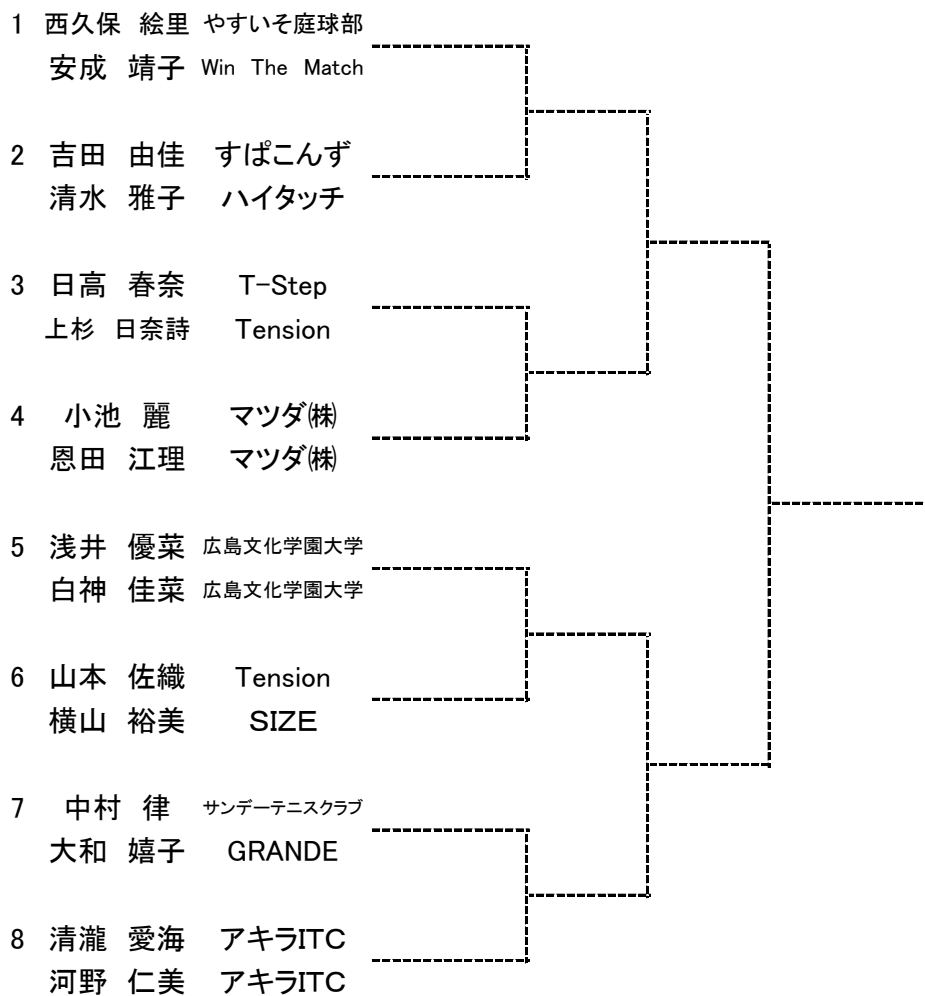 1 西久保 絵里 やすいそ庭球部
安成 靖子 Win The Match
2 吉田 由佳 すぱこんず
清水 雅子 ハイタッチ
3 日高 春奈 T-Step
上杉 日奈詩 Tension
4 小池 麗 マツダ㈱
恩田 江理 マツダ㈱
5 浅井 優菜 広島文化学園大学
白神 佳菜 広島文化学園大学
6 山本 佐織 Tension
横山 裕美 SIZE
7 中村 律 サンデーテニスクラブ
大和 嬉子 GRANDE
8 清瀧 愛海 アキラITC
河野 仁美 アキラITC